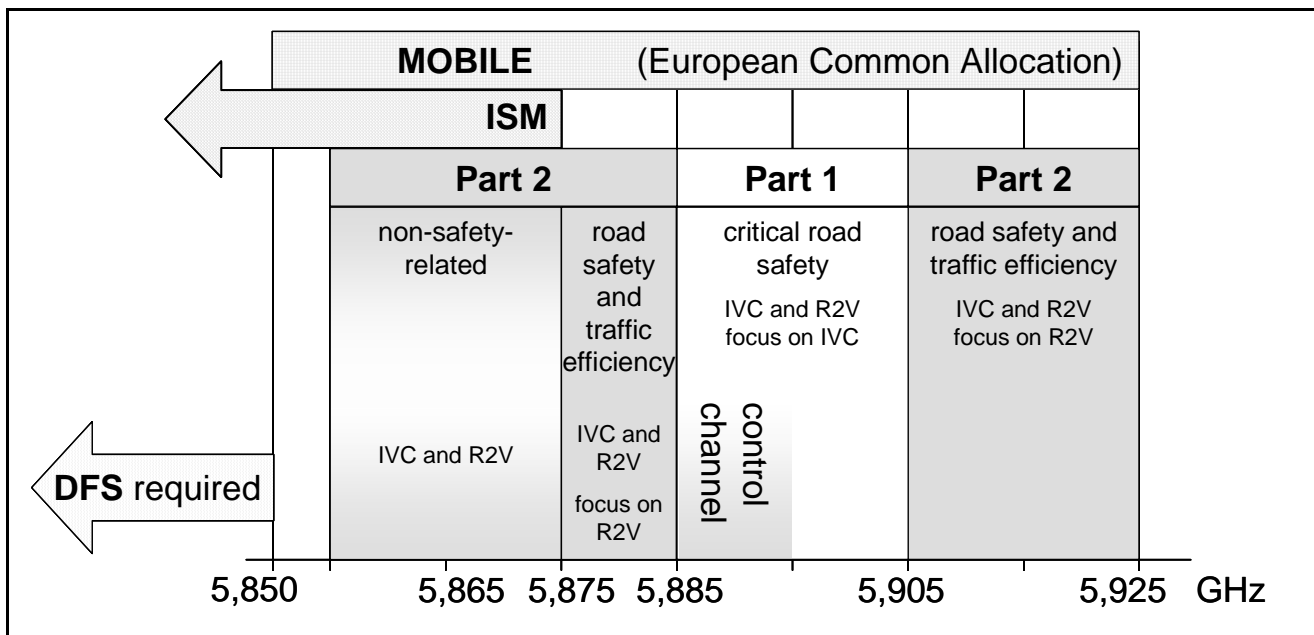 MOBILE (European Common Allocation)
ISM
Part 2
Part 1
Part 2
non-safety-
related
IVC and R2V
road
safety
and
traffic
efficiency
IVC and
R2V
focus on
R2V
critical road
safety
IVC and R2V
focus on IVC
control
channel
road safety and
traffic efficiency
IVC and R2V
focus on R2V
DFS required
5,850 5,865 5,875 5,885 5,905 5,925 GHz